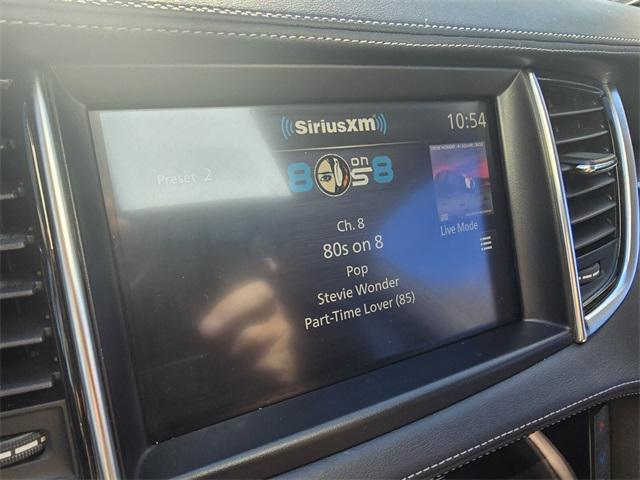 SiriusXM
10:54
80s on 8
Preset 2
Ch. 8
80s on 8
Pop
Stevie Wonder
Part-Time Lover (85)
Live Mode